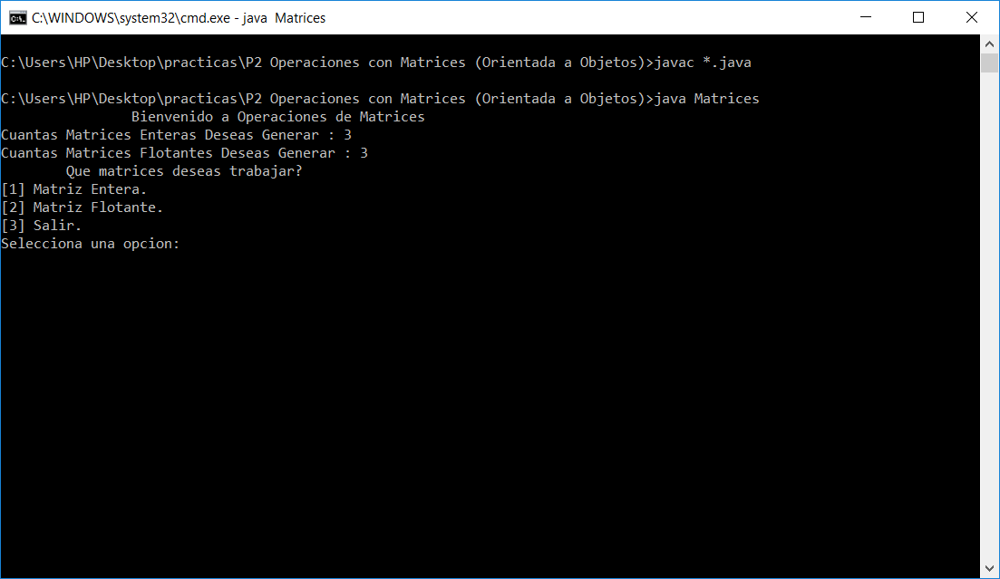 C:\WINDOWS\system32\cmd.exe - java  Matrices
C:\Users\HP\Desktop\practicas\P2 Operaciones con Matrices (Orientada a Objetos)>javac *.java
C:\Users\HP\Desktop\practicas\P2 Operaciones con Matrices (Orientada a Objetos)>java Matrices
Bienvenido a Operaciones de Matrices
Cuantas Matrices Enteras Deseas Generar : 3
Cuantas Matrices Flotantes Deseas Generar : 3
Que matrices deseas trabajar?
[1] Matriz Entera.
[2] Matriz Flotante.
[3] Salir.
Selecciona una opcion: